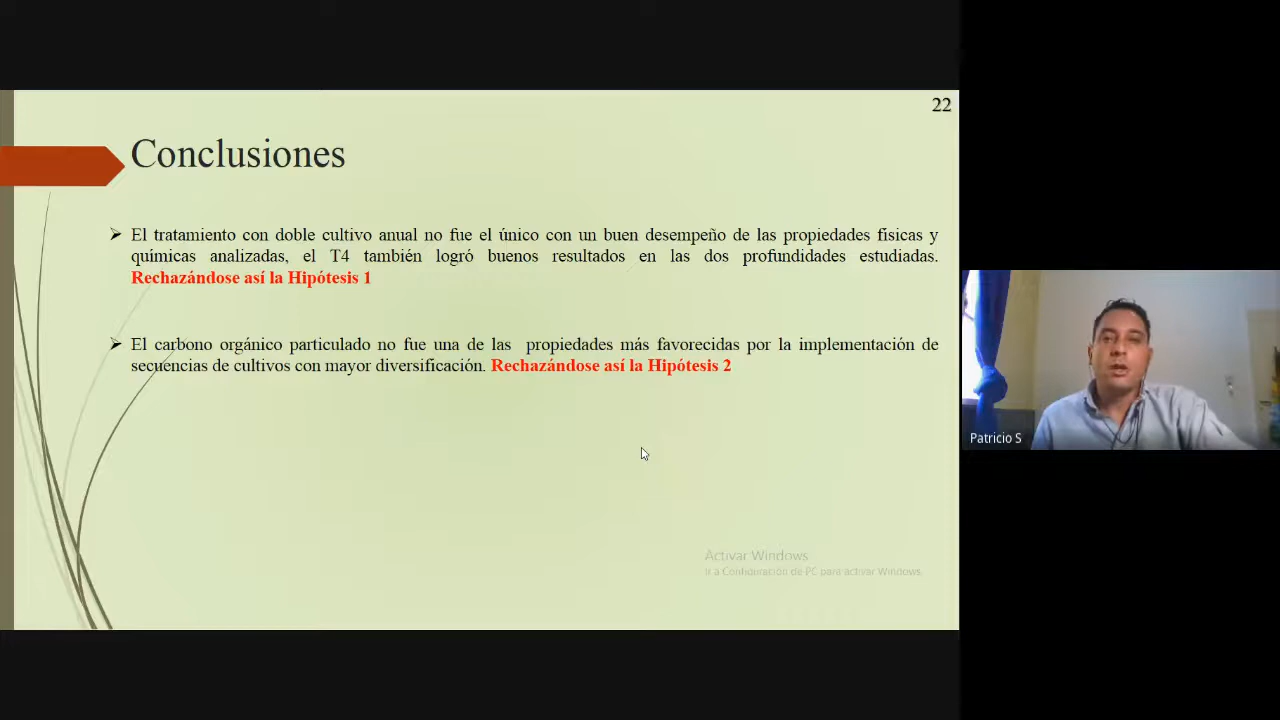 22
Conclusiones
➢ El tratamiento con doble cultivo anual no fue el único con un buen desempeño de las propiedades físicas y
químicas analizadas, el T4 también logró buenos resultados en las dos profundidades estudiadas.
Rechazándose así la Hipótesis 1
➢ El carbono orgánico particulado no fue una de las propiedades más favorecidas por la implementación de
secuencias de cultivos con mayor diversificación. Rechazándose así la Hipótesis 2
Patricio S
Activar Windows
Ir a Configuración de PC para activar Windows.